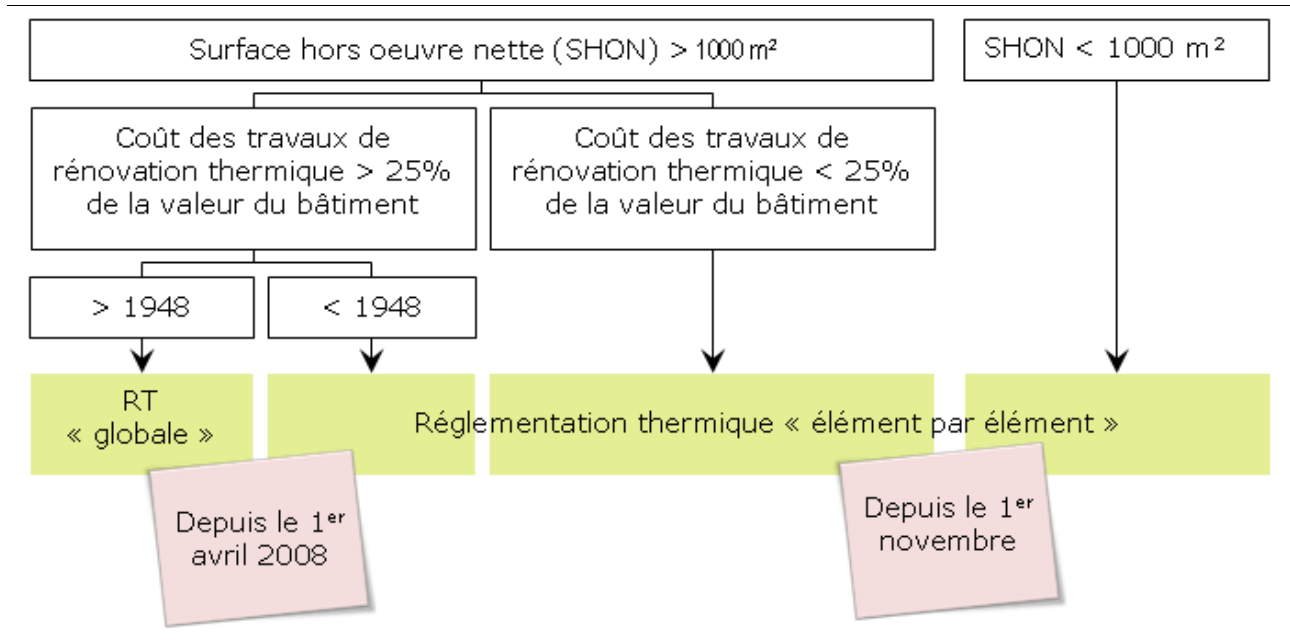 Surface hors oeuvre nette (SHON) > 1000 m²
SHON < 1000 m²
Coût des travaux de
rénovation thermique > 25%
de la valeur du bâtiment
Coût des travaux de
rénovation thermique < 25%
de la valeur du bâtiment
> 1948
< 1948
RT
« globale »
Réglementation thermique « élément par élément »
Depuis le 1er
avril 2008
Depuis le 1er
novembre